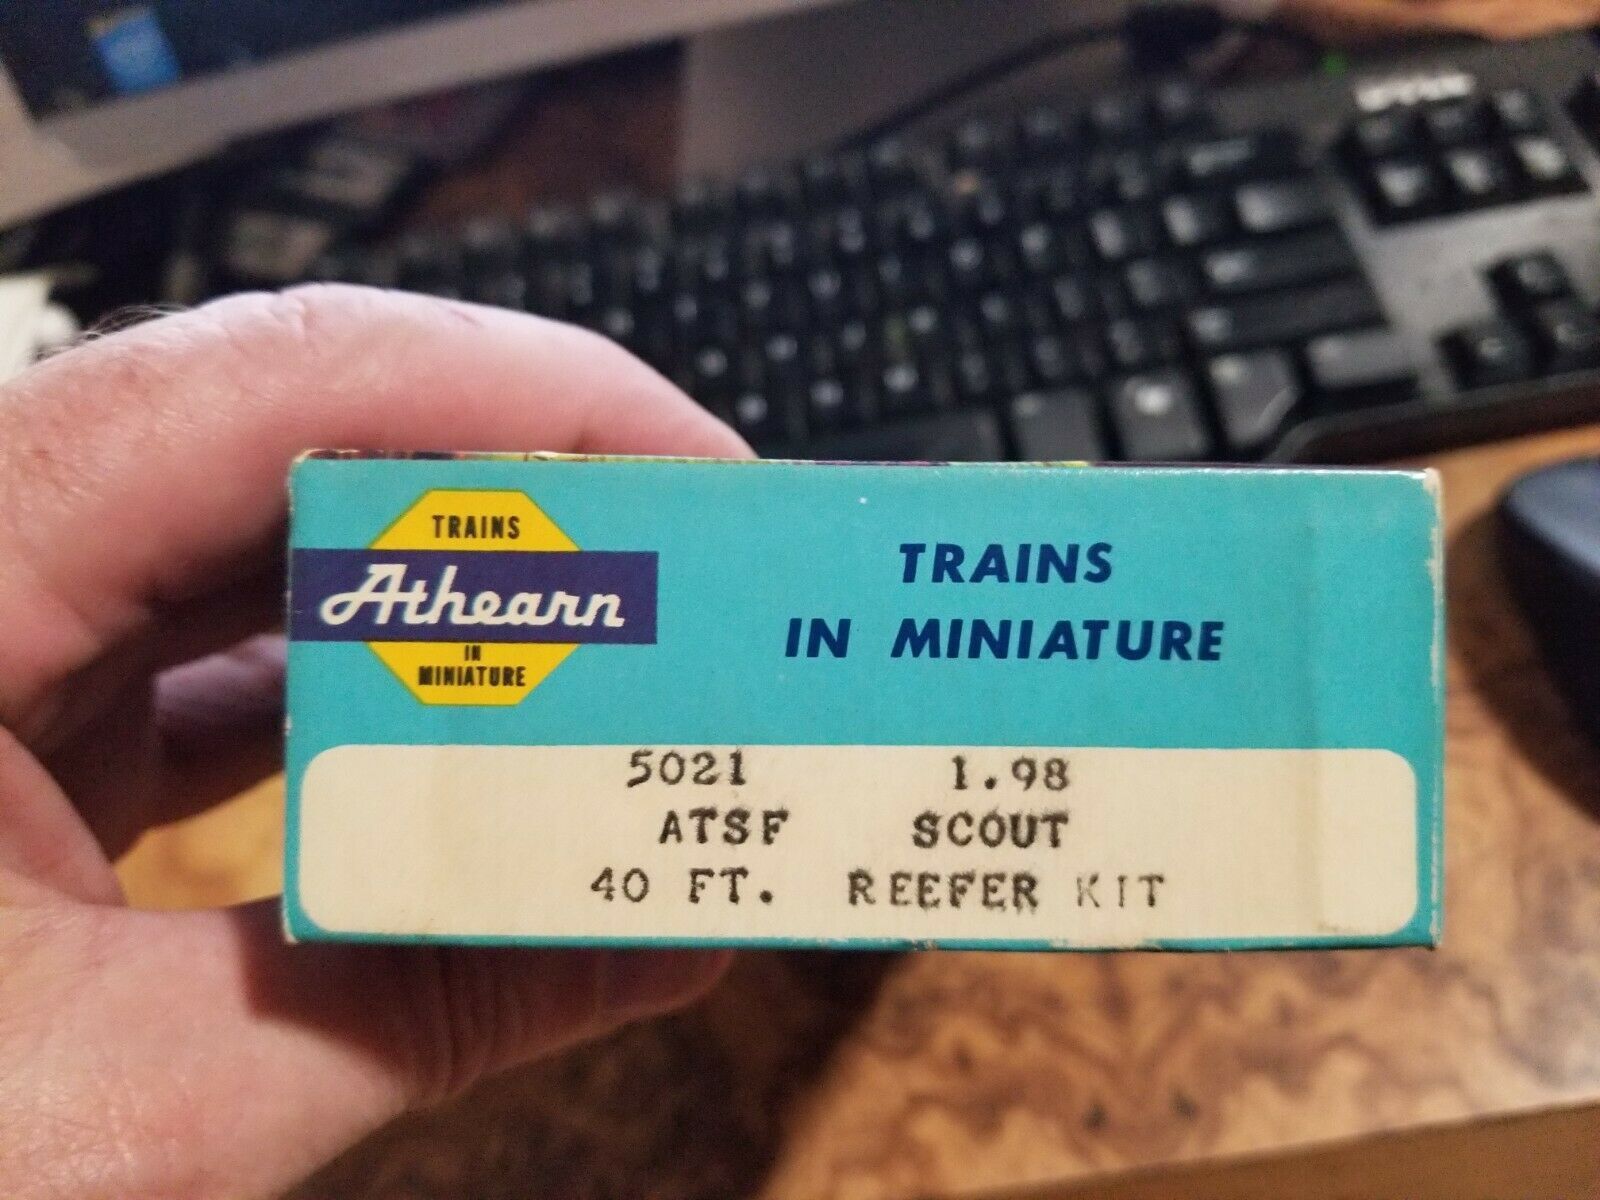 TRAINS
Athearn
IN
MINIATURE
TRAINS
IN MINIATURE
5021 1.98
ATSF SCOUT
40 FT. REEFER KIT